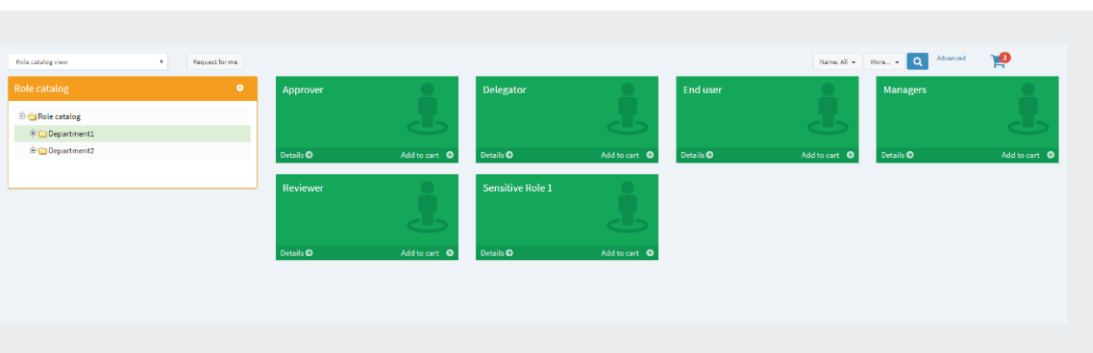 Role catalog view
Request for me
Name: All
More...
Advanced
3
Role catalog
Role catalog
Department1
Department2
Approver
Details
Add to cart
Delegator
Details
Add to cart
End user
Details
Add to cart
Managers
Details
Add to cart
Reviewer
Details
Add to cart
Sensitive Role 1
Details
Add to cart